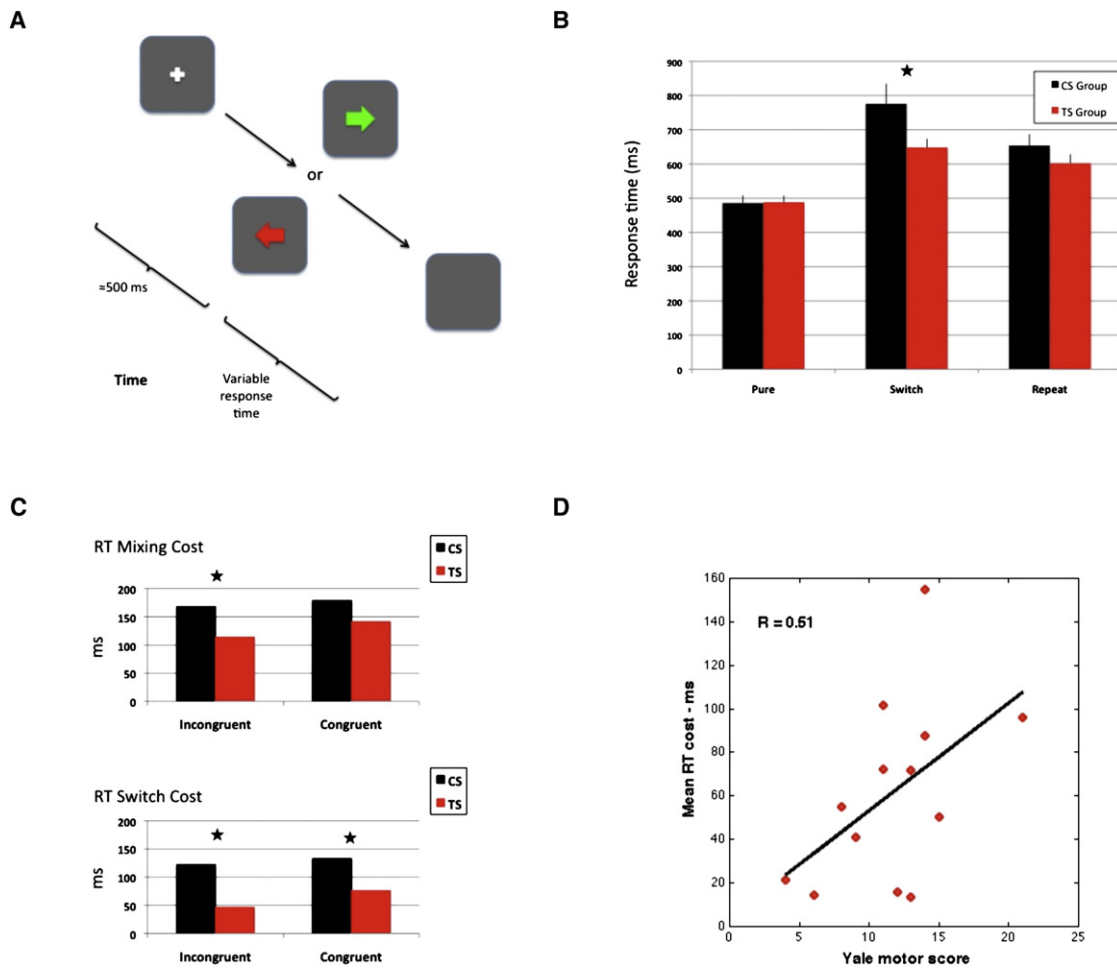 A
or
≈500 ms
Time
Variable
response
time
B
Response time (ms)
900
800
700
600
500
400
300
200
100
0
CS Group
TS Group
Pure Switch Repeat
C
RT Mixing Cost
CS
TS
ms
200
150
100
50
0
Incongruent Congruent
RT Switch Cost
CS
TS
ms
200
150
100
50
0
Incongruent Congruent
D
R = 0.51
Mean RT cost - ms
160
140
120
100
80
60
40
20
0
0 5 10 15 20 25
Yale motor score